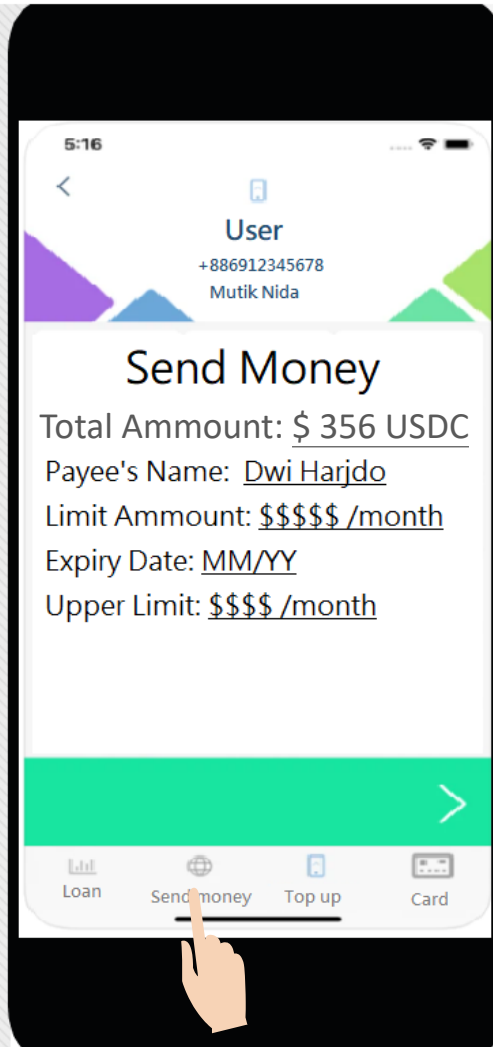 5:16
User
+886912345678
Mutik Nida
Send Money
Total Ammount: $ 356 USDC
Payee's Name: Dwi Harjdo
Limit Ammount: $$$$$ /month
Expiry Date: MM/YY
Upper Limit: $$$$ /month
Loan Send money Top up Card